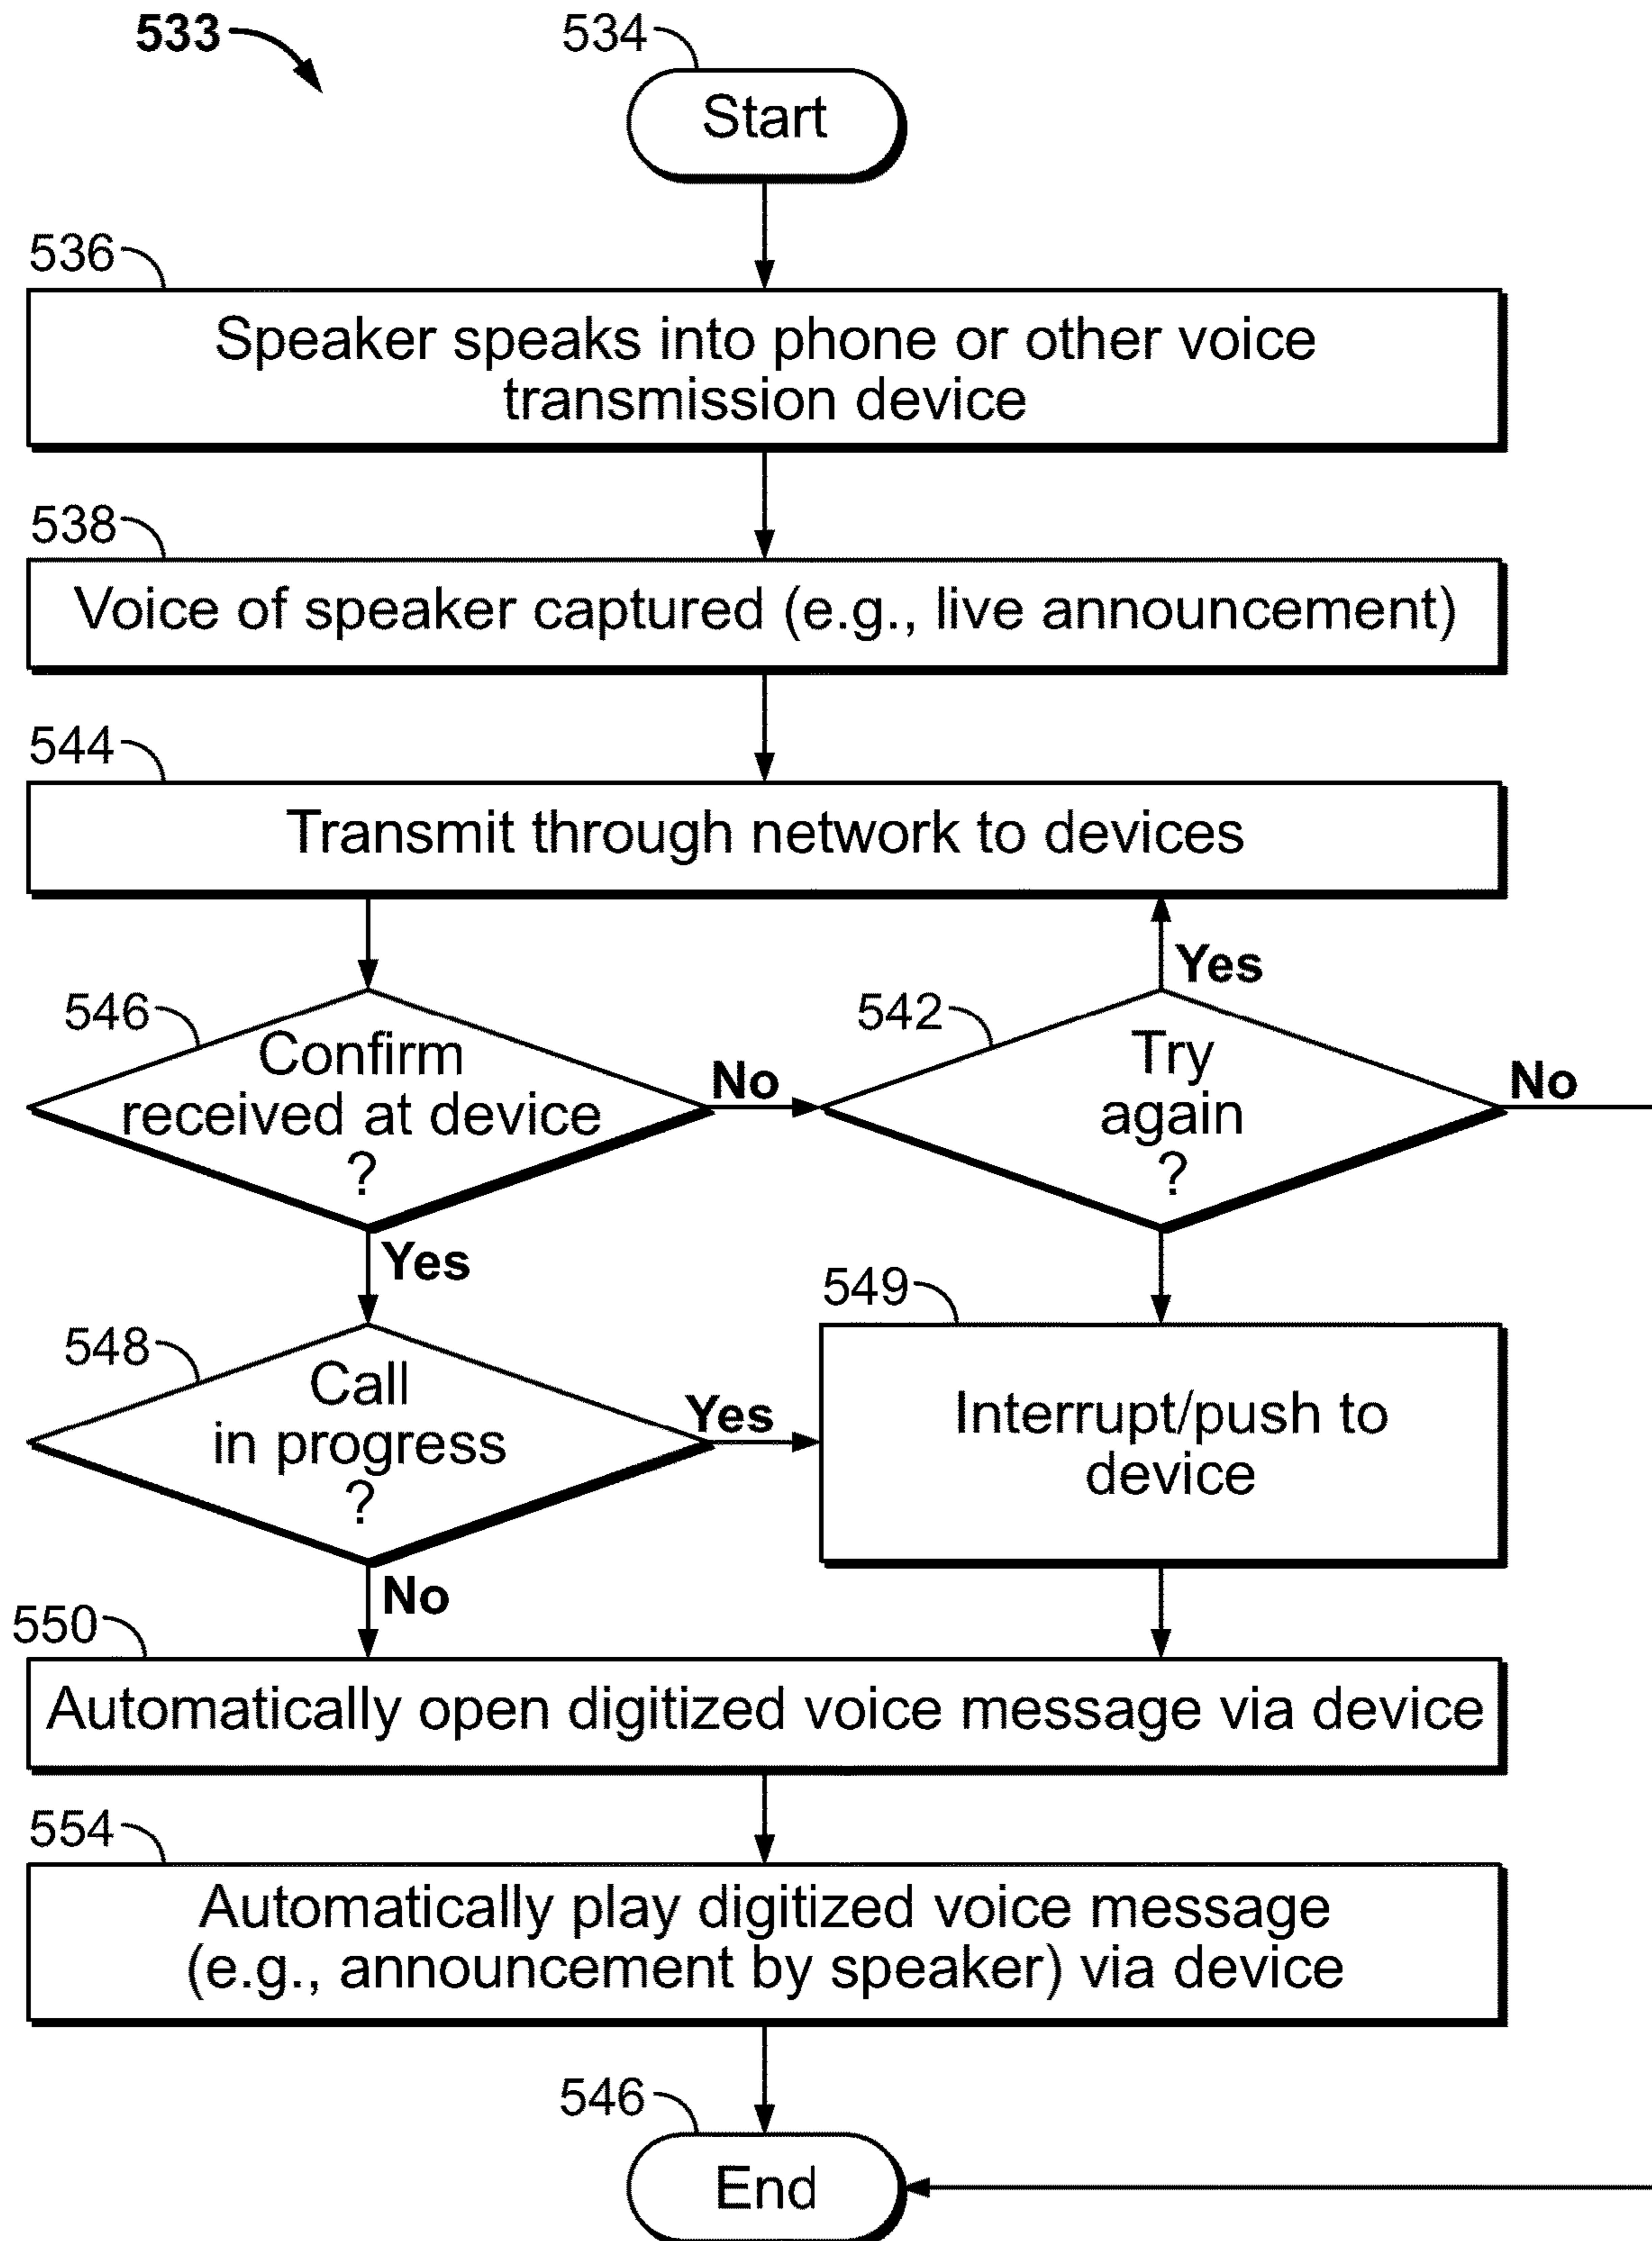 533
534
Start
536
Speaker speaks into phone or other voice
transmission device
538
Voice of speaker captured (e.g., live announcement)
544
Transmit through network to devices
546
Confirm
received at device
?
No
Yes
542
Try
again
?
Yes
No
548
Call
in progress
?
Yes
No
549
Interrupt/push to
device
550
Automatically open digitized voice message via device
554
Automatically play digitized voice message
(e.g., announcement by speaker) via device
546
End